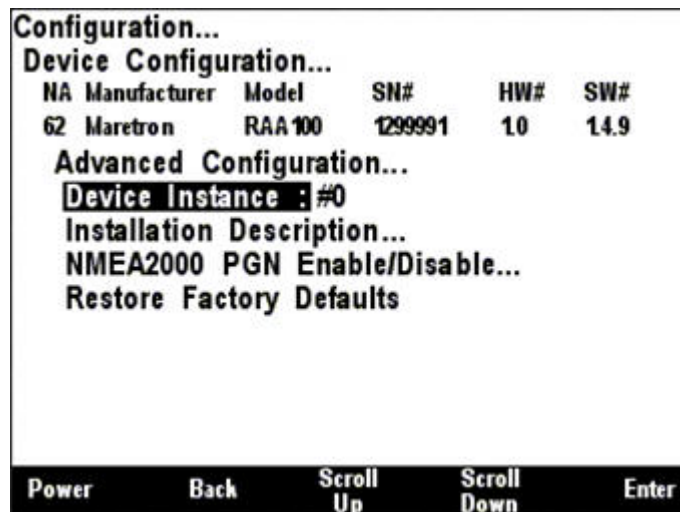 Configuration...
Device Configuration...
NA Manufacturer Model SN# HW# SW#
62 Maretron RAA100 1299991 1.0 1.4.9
Advanced Configuration...
Device Instance : #0
Installation Description...
NMEA2000 PGN Enable/Disable...
Restore Factory Defaults
Power Back Scroll Up Scroll Down Enter